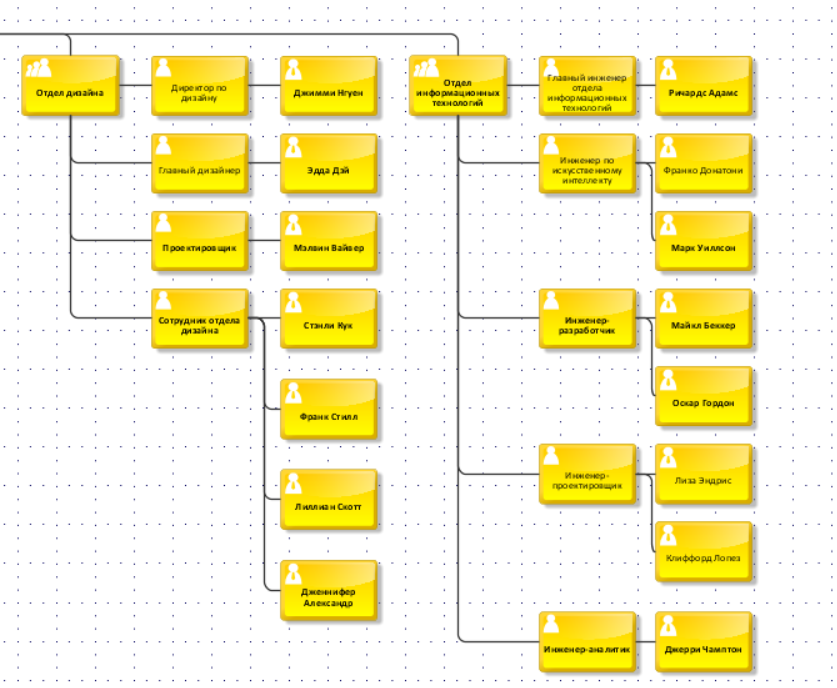 Отдел дизайна
Директор по
дизайну
Джимми Нгуен
Главный дизайнер
Эдда Дэй
Проектировщик
Мэлвин Вайвер
Сотрудник отдела
дизайна
Стэнли Кук
Франк Стилл
Лиллиан Скотт
Дженнифер
Александр
Отдел
информационных
технологий
Главный инженер
отдела
информационных
технологий
Ричардс Адамс
Инженер по
искусственному
интеллекту
Франко Донатони
Марк Уиллсон
Инженер-
разработчик
Майкл Беккер
Оскар Гордон
Инженер-
проектировщик
Лиза Эндрис
Клиффорд Лопез
Инженер-аналитик
Джерри Чамптон